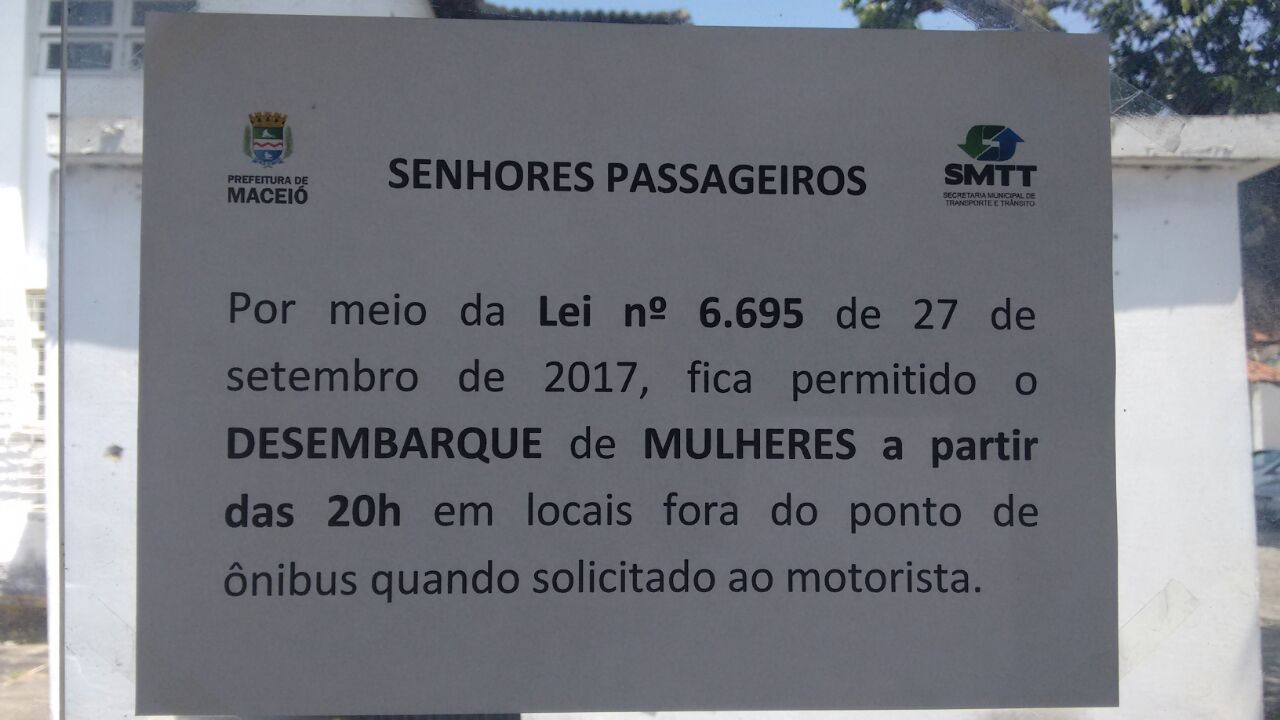 PREFEITURA DE
MACEIÓ
SENHORES PASSAGEIROS
SMTT
SECRETARIA MUNICIPAL DE
TRANSPORTE E TRÂNSITO
Por meio da Lei nº 6.695 de 27 de
setembro de 2017, fica permitido o
DESEMBARQUE de MULHERES a partir
das 20h em locais fora do ponto de
ônibus quando solicitado ao motorista.